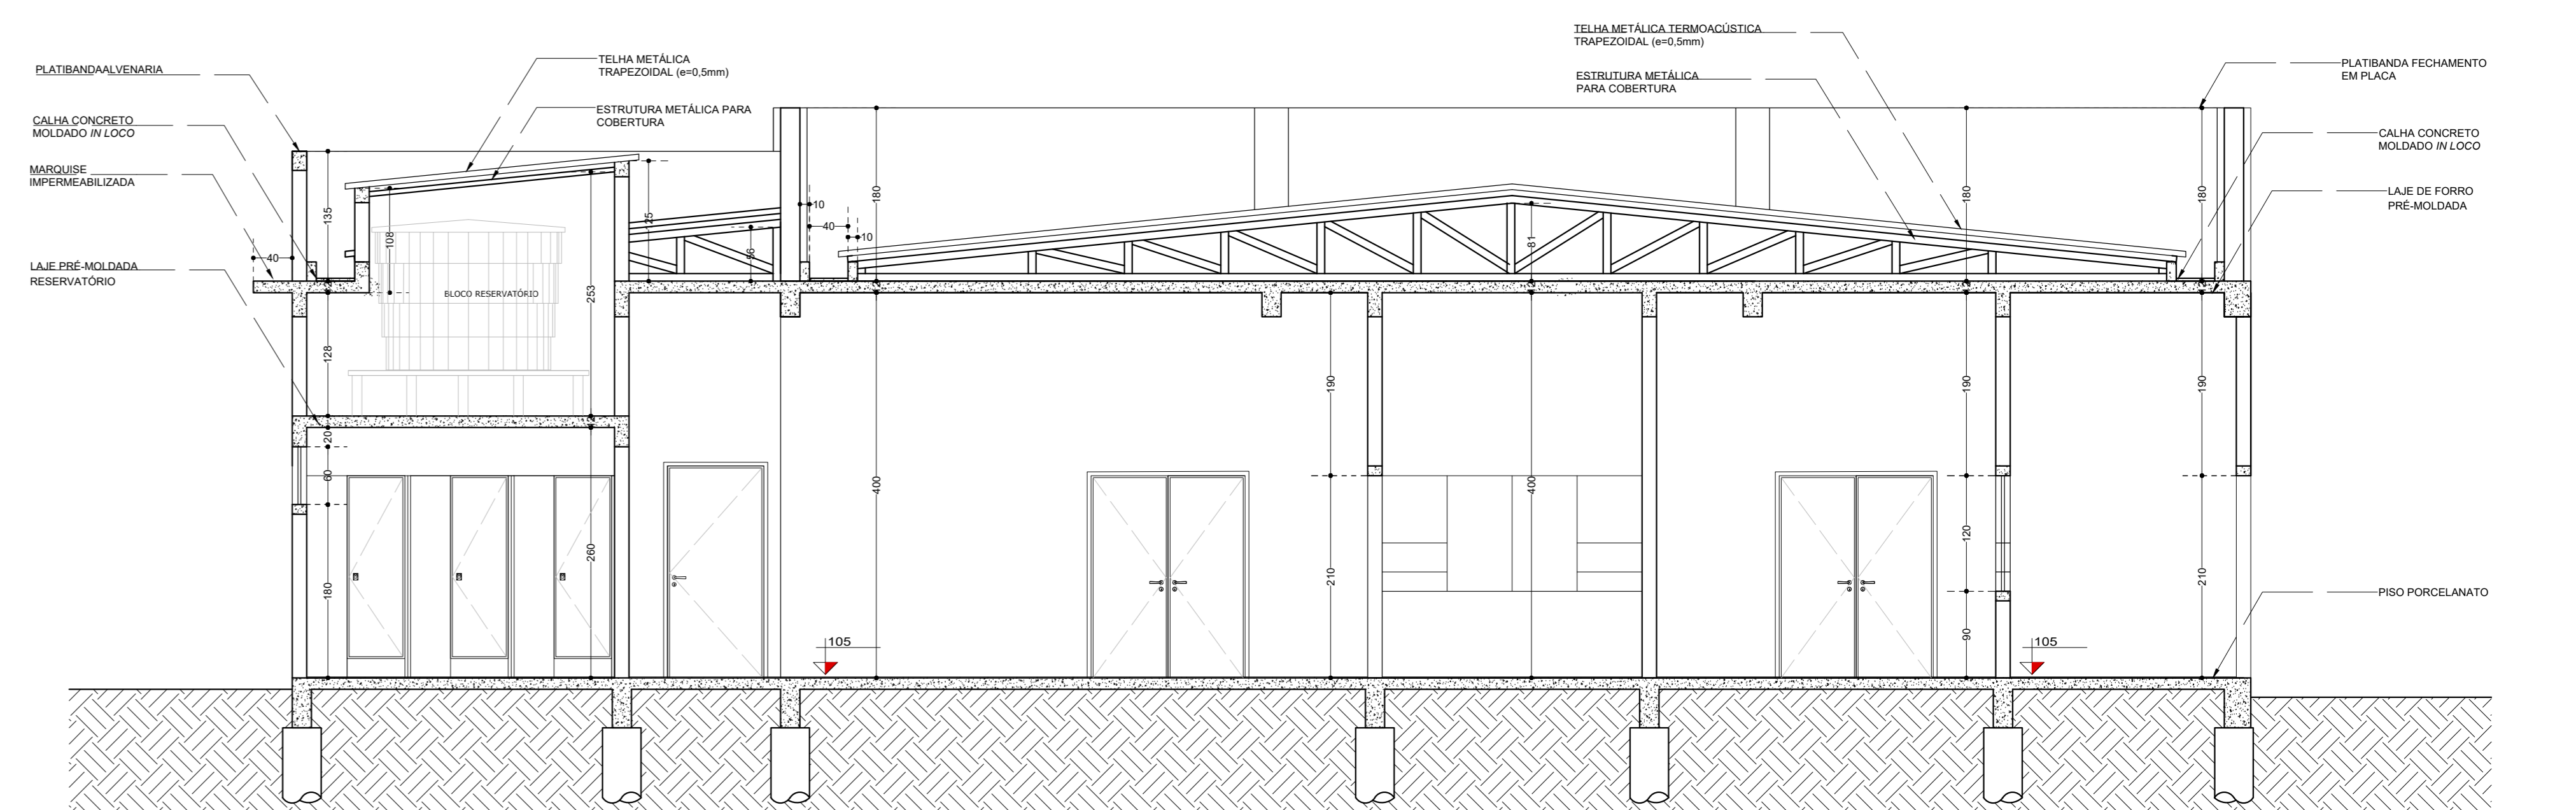 PLATIBANDAALVENARIA
CALHA CONCRETO
MOLDADO IN LOCO
MARQUISE
IMPERMEABILIZADA
LAJE PRÉ-MOLDADA
RESERVATÓRIO
TELHA METÁLICA
TRAPEZOIDAL (e=0,5mm)
ESTRUTURA METÁLICA PARA
COBERTURA
TELHA METÁLICA TERMOACÚSTICA
TRAPEZOIDAL (e=0,5mm)
ESTRUTURA METÁLICA
PARA COBERTURA
PLATIBANDA FECHAMENTO
EM PLACA
CALHA CONCRETO
MOLDADO IN LOCO
LAJE DE FORRO
PRÉ-MOLDADA
PISO PORCELANATO
BLOCO RESERVATÓRIO
40
135
128
20
60
180
108
253
260
125
56
10
40
10
180
400
190
210
81
400
180
190
120
90
180
190
210
105
105